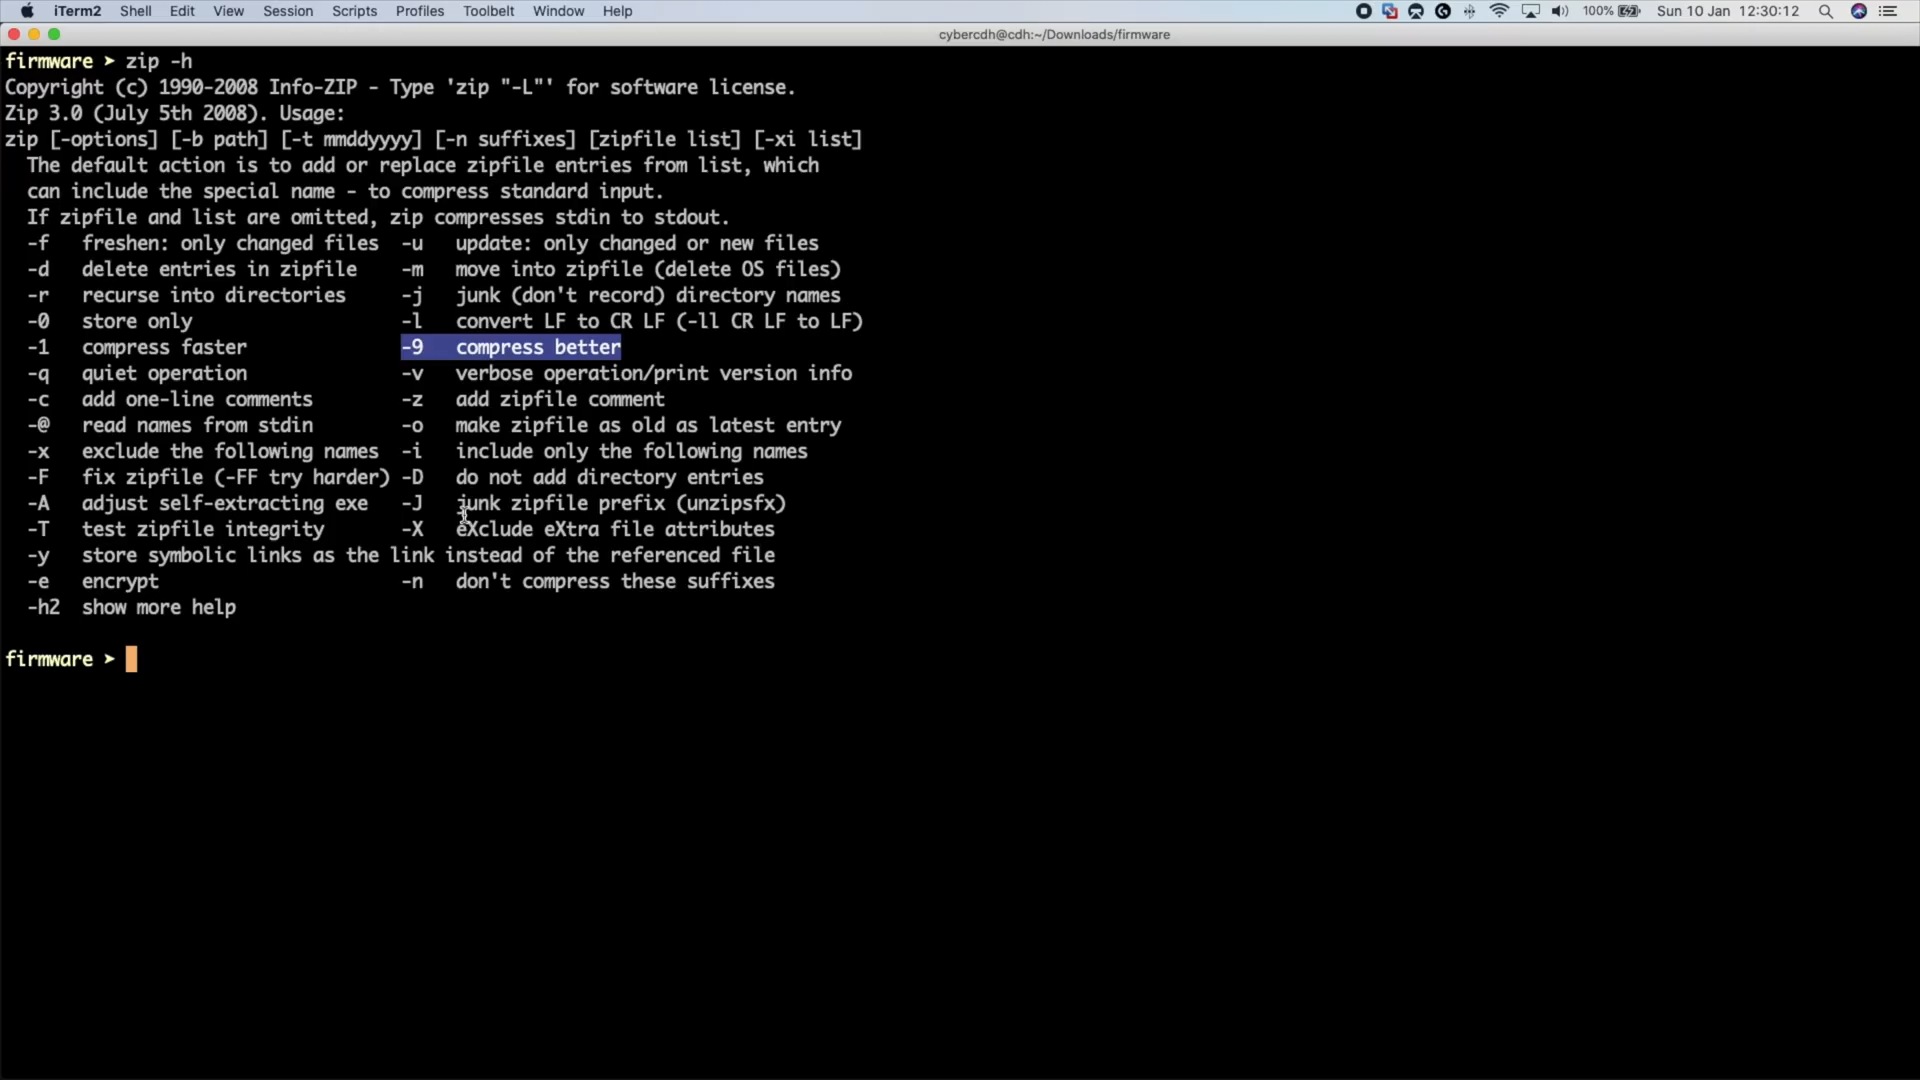 iTerm2 Shell Edit View Session Scripts Profiles Toolbelt Window Help 100% Sun 10 Jan 12:30:12
cybercdh@cdh:~/Downloads/firmware
firmware ➤ zip -h
Copyright (c) 1990-2008 Info-ZIP - Type 'zip "-L"' for software license.
Zip 3.0 (July 5th 2008). Usage:
zip [-options] [-b path] [-t mmddyyyy] [-n suffixes] [zipfile list] [-xi list]
  The default action is to add or replace zipfile entries from list, which
  can include the special name - to compress standard input.
  If zipfile and list are omitted, zip compresses stdin to stdout.
  -f   freshen: only changed files  -u   update: only changed or new files
  -d   delete entries in zipfile    -m   move into zipfile (delete OS files)
  -r   recurse into directories     -j   junk (don't record) directory names
  -0   store only                   -l   convert LF to CR LF (-ll CR LF to LF)
  -1   compress faster              -9   compress better
  -q   quiet operation              -v   verbose operation/print version info
  -c   add one-line comments        -z   add zipfile comment
  -@   read names from stdin        -o   make zipfile as old as latest entry
  -x   exclude the following names  -i   include only the following names
  -F   fix zipfile (-FF try harder) -D   do not add directory entries
  -A   adjust self-extracting exe   -J   junk zipfile prefix (unzipsfx)
  -T   test zipfile integrity       -X   eXclude eXtra file attributes
  -y   store symbolic links as the link instead of the referenced file
  -e   encrypt                      -n   don't compress these suffixes
  -h2  show more help
firmware ➤